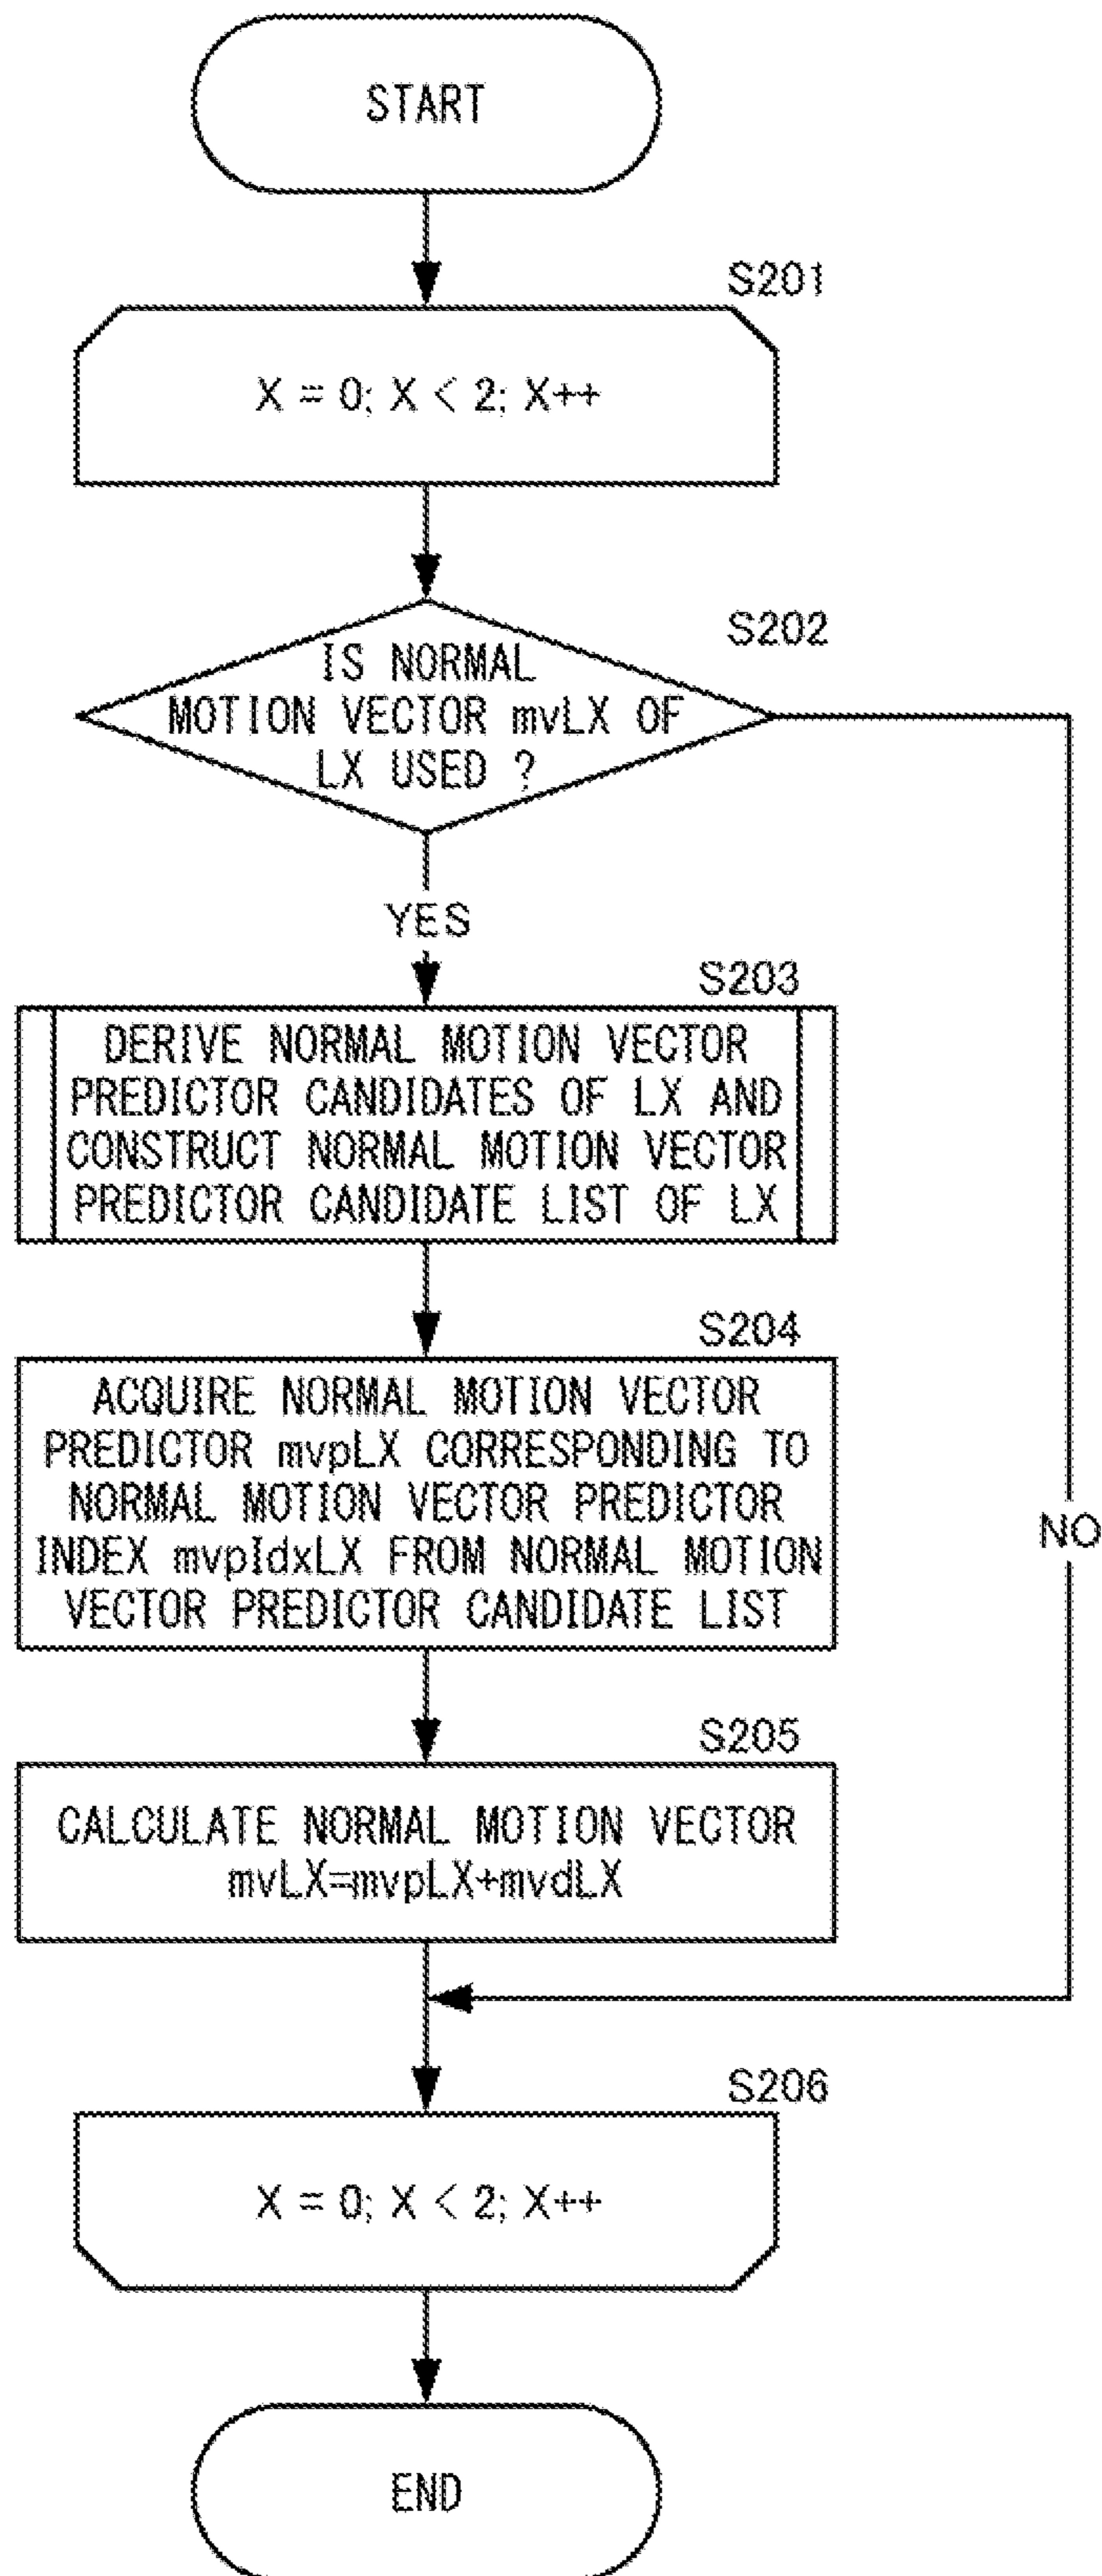 START
S201
X = 0; X < 2; X++
S202
IS NORMAL
MOTION VECTOR mvLX OF
LX USED ?
YES
NO
S203
DERIVE NORMAL MOTION VECTOR
PREDICTOR CANDIDATES OF LX AND
CONSTRUCT NORMAL MOTION VECTOR
PREDICTOR CANDIDATE LIST OF LX
S204
ACQUIRE NORMAL MOTION VECTOR
PREDICTOR mvpLX CORRESPONDING TO
NORMAL MOTION VECTOR PREDICTOR
INDEX mvpIdxLX FROM NORMAL MOTION
VECTOR PREDICTOR CANDIDATE LIST
S205
CALCULATE NORMAL MOTION VECTOR
mvLX=mvpLX+mvdLX
S206
X = 0; X < 2; X++
END